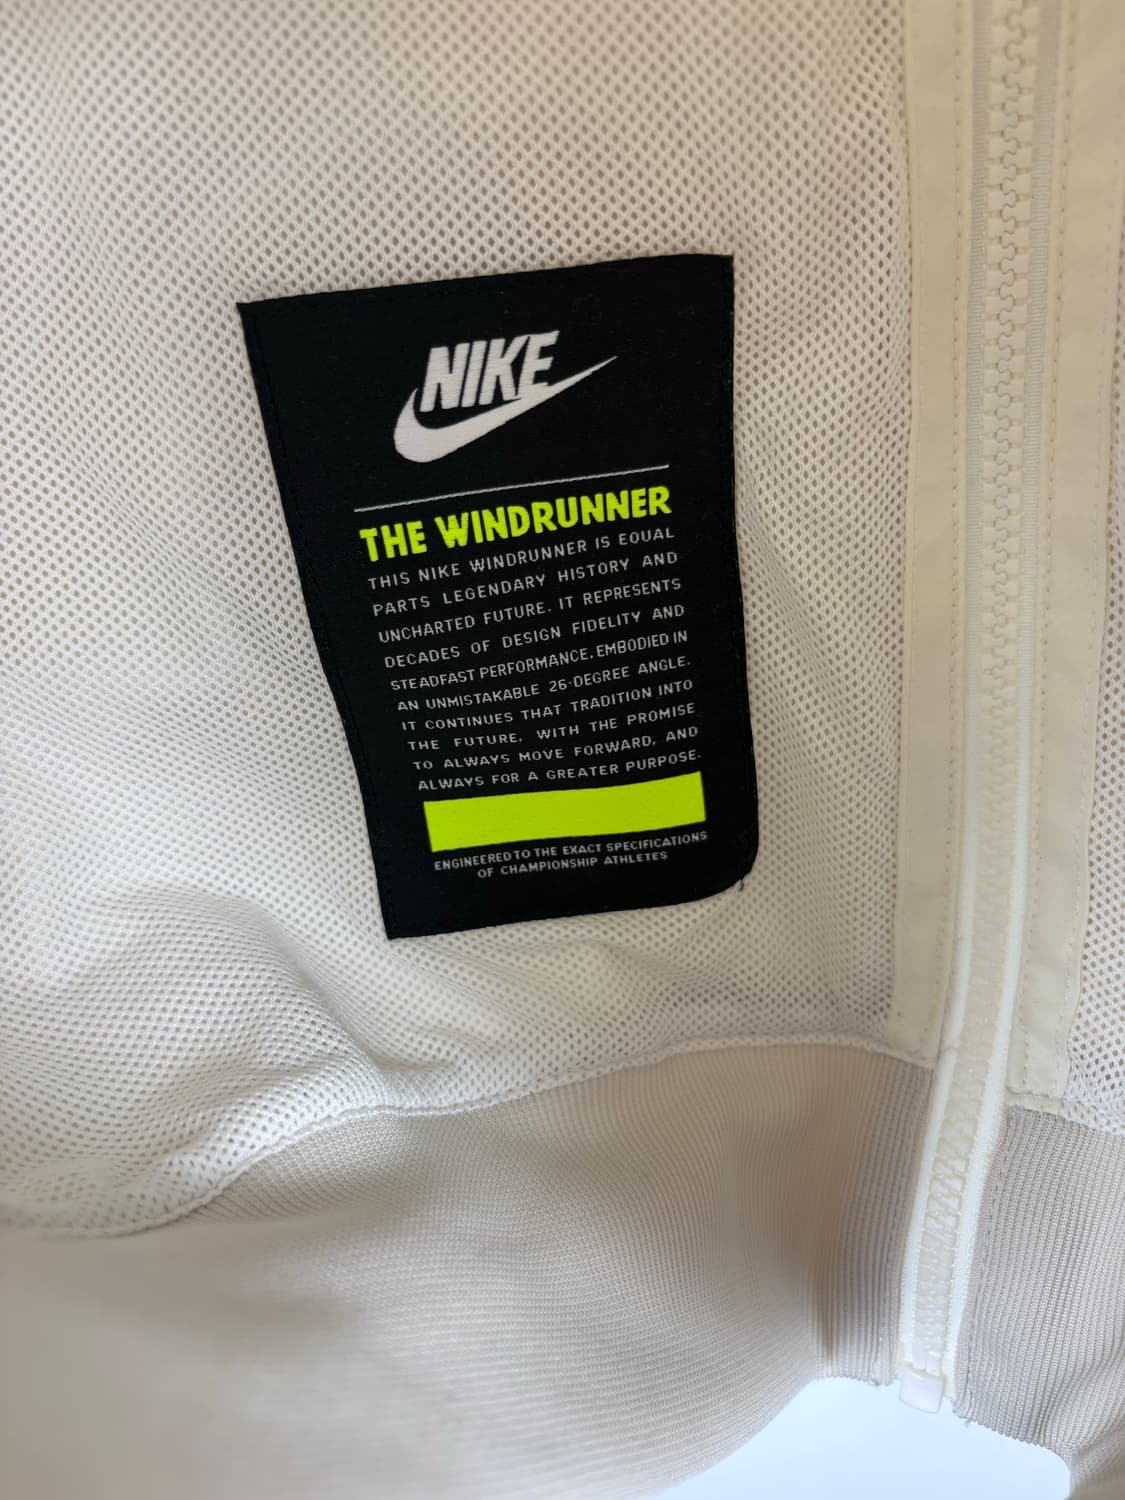 NIKE
THE WINDRUNNER
THIS NIKE WINDRUNNER IS EQUAL
PARTS LEGENDARY HISTORY AND
UNCHARTED FUTURE. IT REPRESENTS
DECADES OF DESIGN FIDELITY AND
STEADFAST PERFORMANCE, EMBODIED IN
AN UNMISTAKABLE 26-DEGREE ANGLE.
IT CONTINUES THAT TRADITION INTO
THE FUTURE, WITH THE PROMISE
TO ALWAYS MOVE FORWARD, AND
ALWAYS FOR A GREATER PURPOSE.
ENGINEERED TO THE EXACT SPECIFICATIONS
OF CHAMPIONSHIP ATHLETES